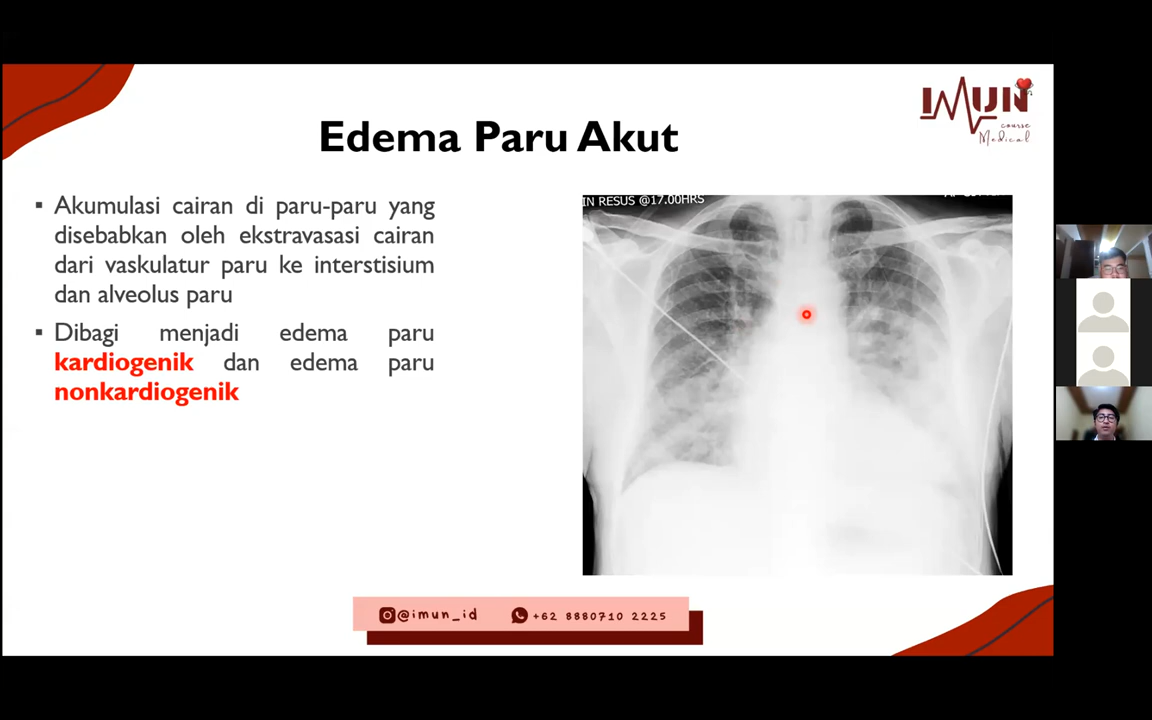 IMUN
course
Medical
Edema Paru Akut
▪ Akumulasi cairan di paru-paru yang
disebabkan oleh ekstravasasi cairan
dari vaskulatur paru ke interstisium
dan alveolus paru
▪ Dibagi menjadi edema paru
kardiogenik dan edema paru
nonkardiogenik
IN RESUS @17.00HRS
@imun_id
+62 8880710 2225